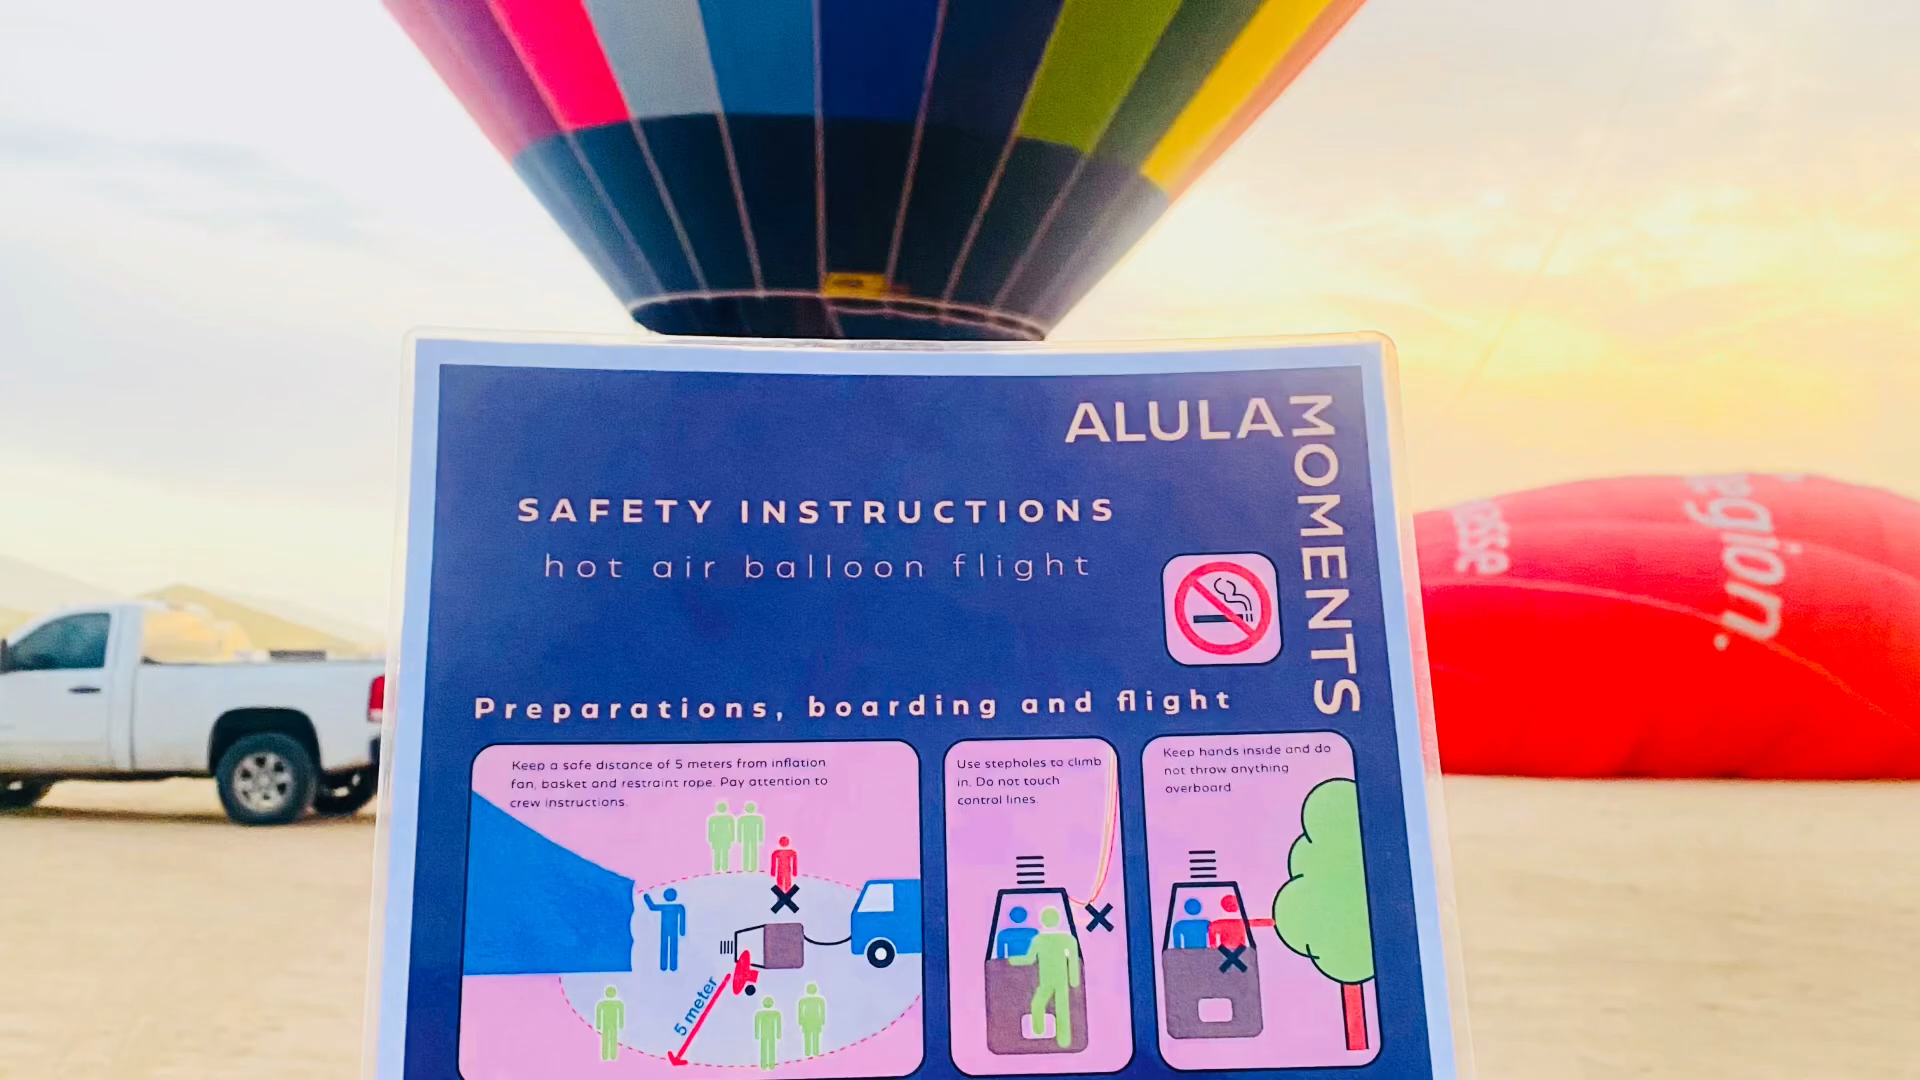 ALULA
MOMENTS
SAFETY INSTRUCTIONS
hot air balloon flight
Preparations, boarding and flight
Keep a safe distance of 5 meters from inflation
fan, basket and restraint rope. Pay attention to
crew instructions.
5 meter
Use stepholes to climb
in. Do not touch
control lines.
Keep hands inside and do
not throw anything
overboard.
egion.
asse